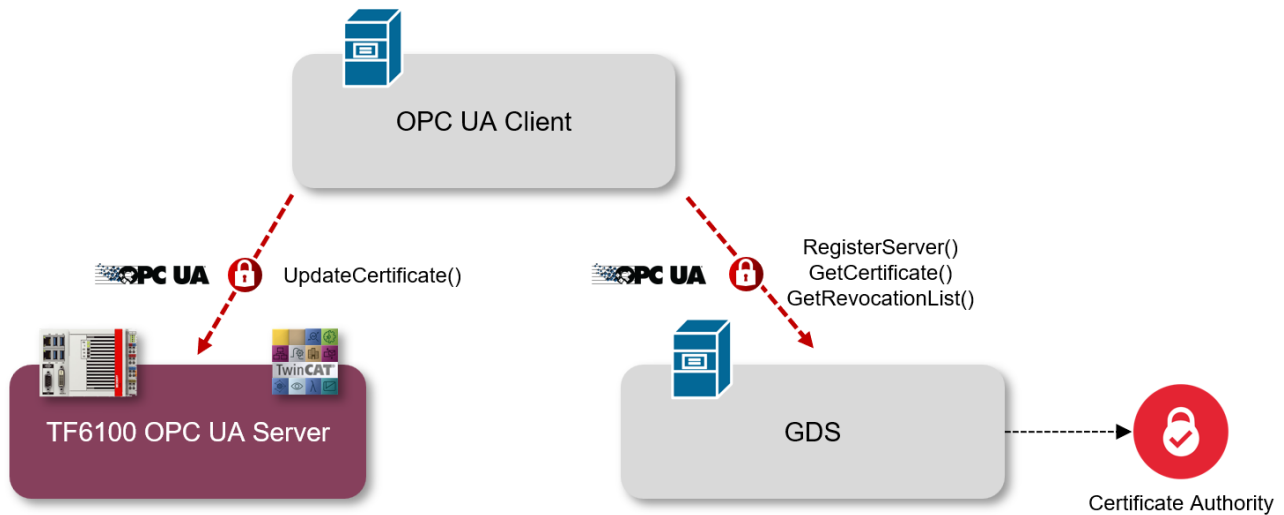 OPC UA Client
OPC UA
UpdateCertificate()
OPC UA
RegisterServer()
GetCertificate()
GetRevocationList()
TwinCAT
TF6100 OPC UA Server
GDS
Certificate Authority